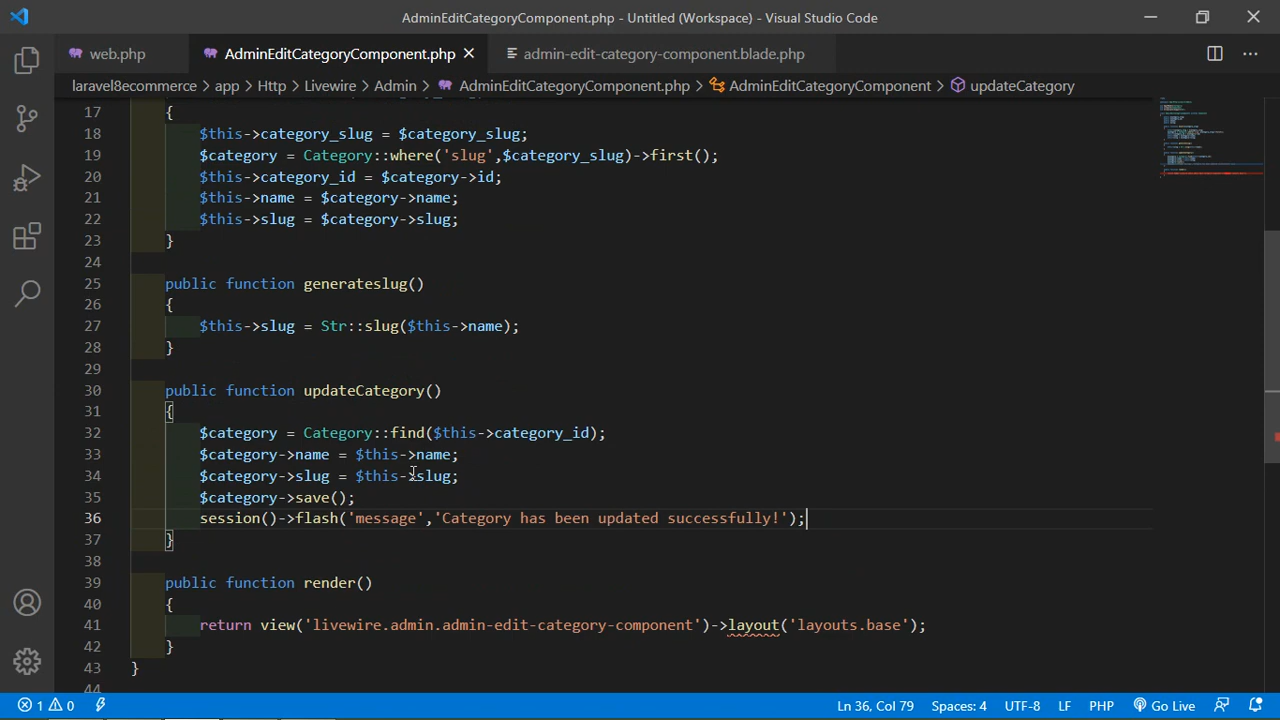 AdminEditCategoryComponent.php - Untitled (Workspace) - Visual Studio Code
web.php AdminEditCategoryComponent.php admin-edit-category-component.blade.php
laravel8ecommerce > app > Http > Livewire > Admin > AdminEditCategoryComponent.php > AdminEditCategoryComponent > updateCategory
17 {
18 $this->category_slug = $category_slug;
19 $category = Category::where('slug',$category_slug)->first();
20 $this->category_id = $category->id;
21 $this->name = $category->name;
22 $this->slug = $category->slug;
23 }
24
25 public function generateslug()
26 {
27 $this->slug = Str::slug($this->name);
28 }
29
30 public function updateCategory()
31 {
32 $category = Category::find($this->category_id);
33 $category->name = $this->name;
34 $category->slug = $this->slug;
35 $category->save();
36 session()->flash('message','Category has been updated successfully!');
37 }
38
39 public function render()
40 {
41 return view('livewire.admin.admin-edit-category-component')->layout('layouts.base');
42 }
43 }
44
1 0 Ln 36, Col 79 Spaces: 4 UTF-8 LF PHP Go Live